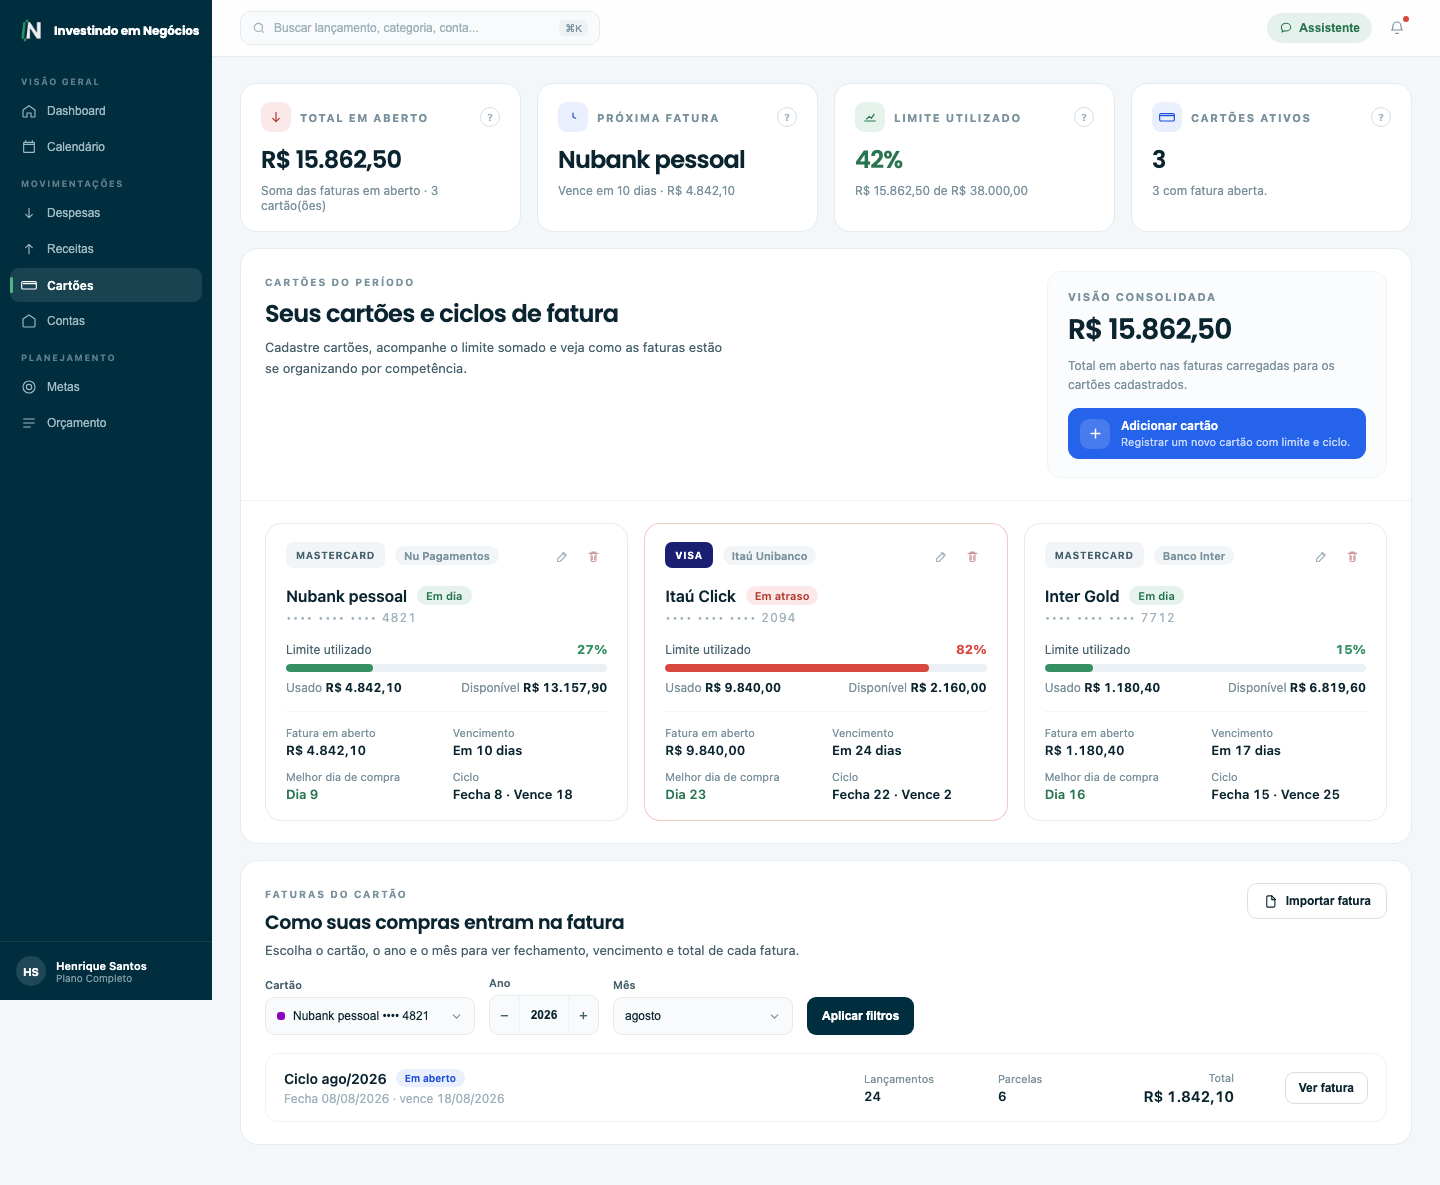 Investindo em Negócios
Buscar lançamento, categoria, conta...
⌘K
Assistente
VISÃO GERAL
Dashboard
Calendário
MOVIMENTAÇÕES
Despesas
Receitas
Cartões
Contas
PLANEJAMENTO
Metas
Orçamento
HS
Henrique Santos
Plano Completo
TOTAL EM ABERTO
?
R$ 15.862,50
Soma das faturas em aberto · 3
cartão(ões)
PRÓXIMA FATURA
?
Nubank pessoal
Vence em 10 dias · R$ 4.842,10
LIMITE UTILIZADO
?
42%
R$ 15.862,50 de R$ 38.000,00
CARTÕES ATIVOS
?
3
3 com fatura aberta.
CARTÕES DO PERÍODO
Seus cartões e ciclos de fatura
Cadastre cartões, acompanhe o limite somado e veja como as faturas estão
se organizando por competência.
VISÃO CONSOLIDADA
R$ 15.862,50
Total em aberto nas faturas carregadas para os
cartões cadastrados.
Adicionar cartão
Registrar um novo cartão com limite e ciclo.
MASTERCARD
Nu Pagamentos
Nubank pessoal
Em dia
•••• •••• •••• 4821
Limite utilizado
27%
Usado R$ 4.842,10
Disponível R$ 13.157,90
Fatura em aberto
R$ 4.842,10
Vencimento
Em 10 dias
Melhor dia de compra
Dia 9
Ciclo
Fecha 8 · Vence 18
VISA
Itaú Unibanco
Itaú Click
Em atraso
•••• •••• •••• 2094
Limite utilizado
82%
Usado R$ 9.840,00
Disponível R$ 2.160,00
Fatura em aberto
R$ 9.840,00
Vencimento
Em 24 dias
Melhor dia de compra
Dia 23
Ciclo
Fecha 22 · Vence 2
MASTERCARD
Banco Inter
Inter Gold
Em dia
•••• •••• •••• 7712
Limite utilizado
15%
Usado R$ 1.180,40
Disponível R$ 6.819,60
Fatura em aberto
R$ 1.180,40
Vencimento
Em 17 dias
Melhor dia de compra
Dia 16
Ciclo
Fecha 15 · Vence 25
FATURAS DO CARTÃO
Como suas compras entram na fatura
Escolha o cartão, o ano e o mês para ver fechamento, vencimento e total de cada fatura.
Importar fatura
Cartão
Nubank pessoal •••• 4821
Ano
− 2026 +
Mês
agosto
Aplicar filtros
Ciclo ago/2026
Em aberto
Fecha 08/08/2026 · vence 18/08/2026
Lançamentos
24
Parcelas
6
Total
R$ 1.842,10
Ver fatura